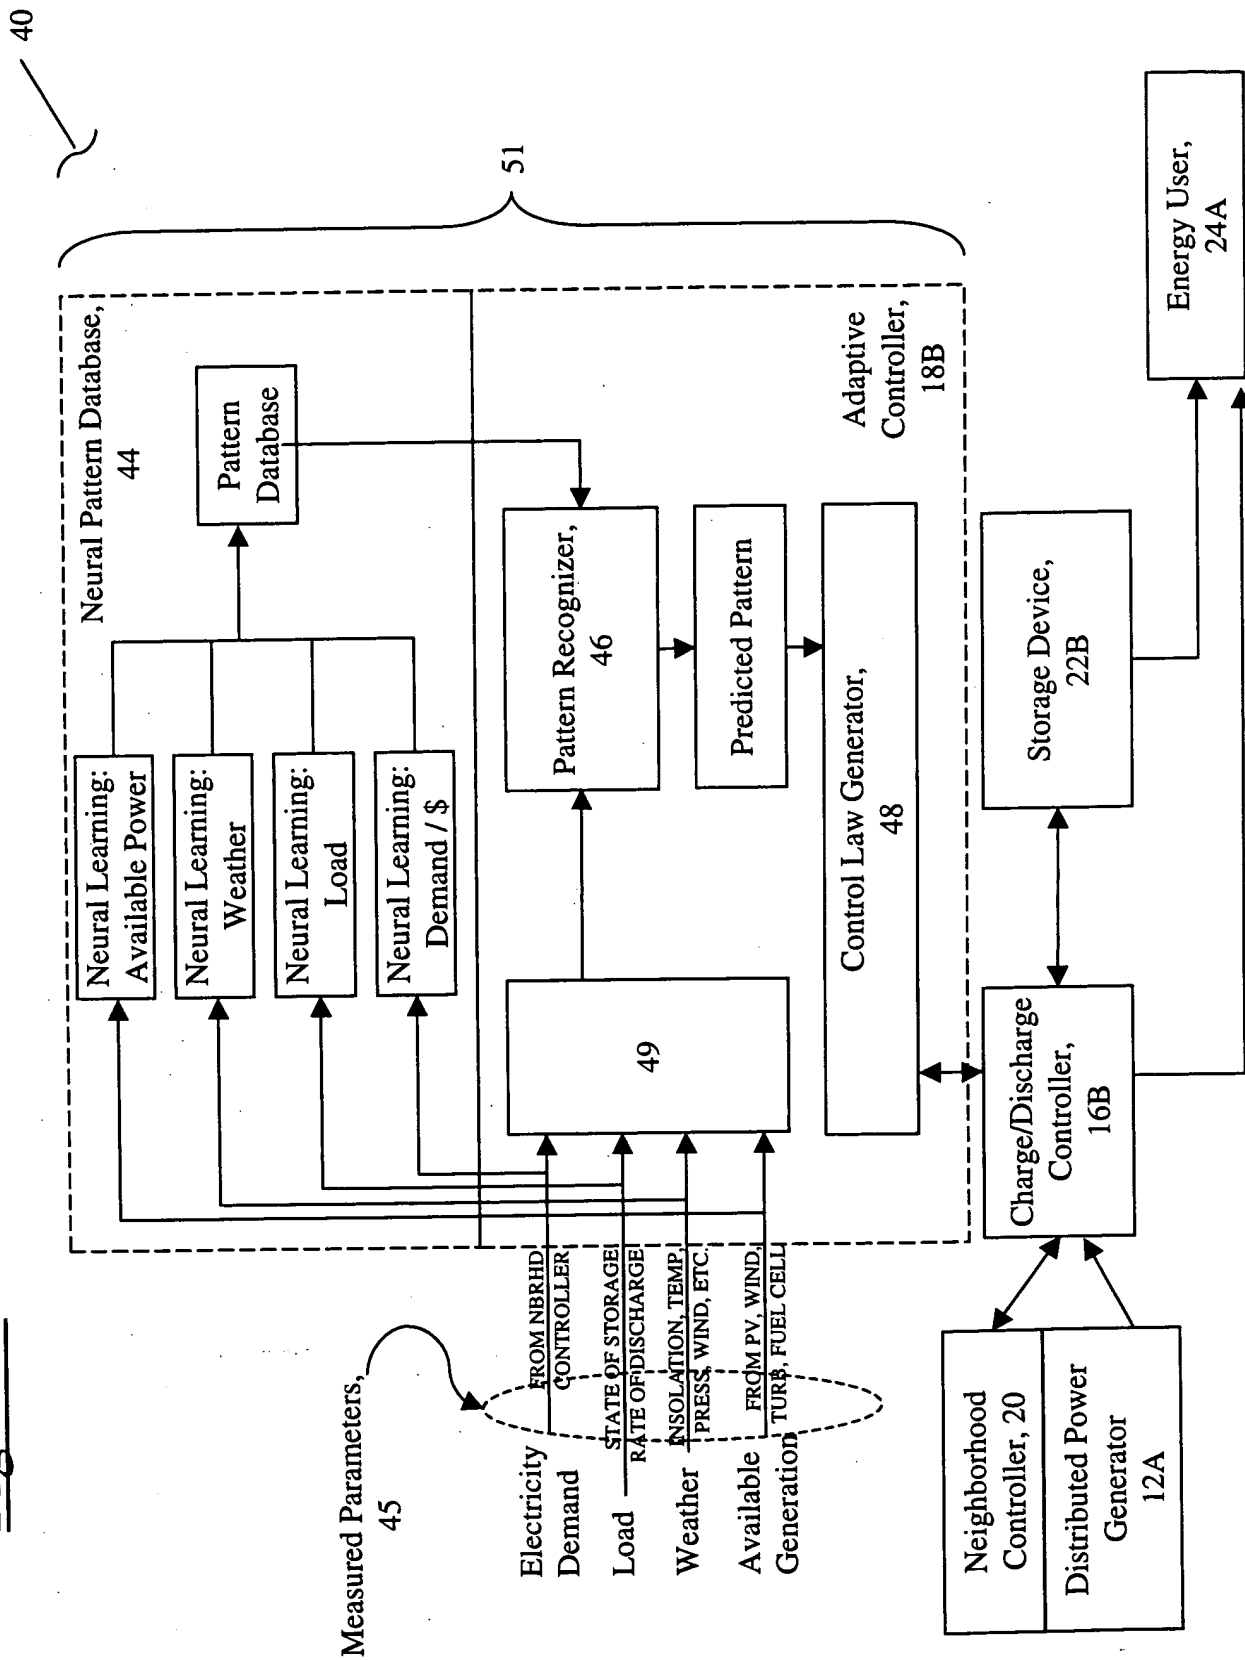 40
51
Neural Pattern Database,
44
Neural Learning:
Available Power
Neural Learning:
Weather
Neural Learning:
Load
Neural Learning:
Demand / $
Pattern
Database
Measured Parameters,
45
Electricity
Demand
FROM NBRHD
CONTROLLER
Load
STATE OF STORAGE
RATE OF DISCHARGE
Weather
INSOLATION, TEMP,
PRESS, WIND, ETC.
Available
Generation
FROM PV, WIND,
TURB, FUEL CELL
49
Pattern Recognizer,
46
Predicted Pattern
Control Law Generator,
48
Adaptive
Controller,
18B
Neighborhood
Controller, 20
Distributed Power
Generator
12A
Charge/Discharge
Controller,
16B
Storage Device,
22B
Energy User,
24A